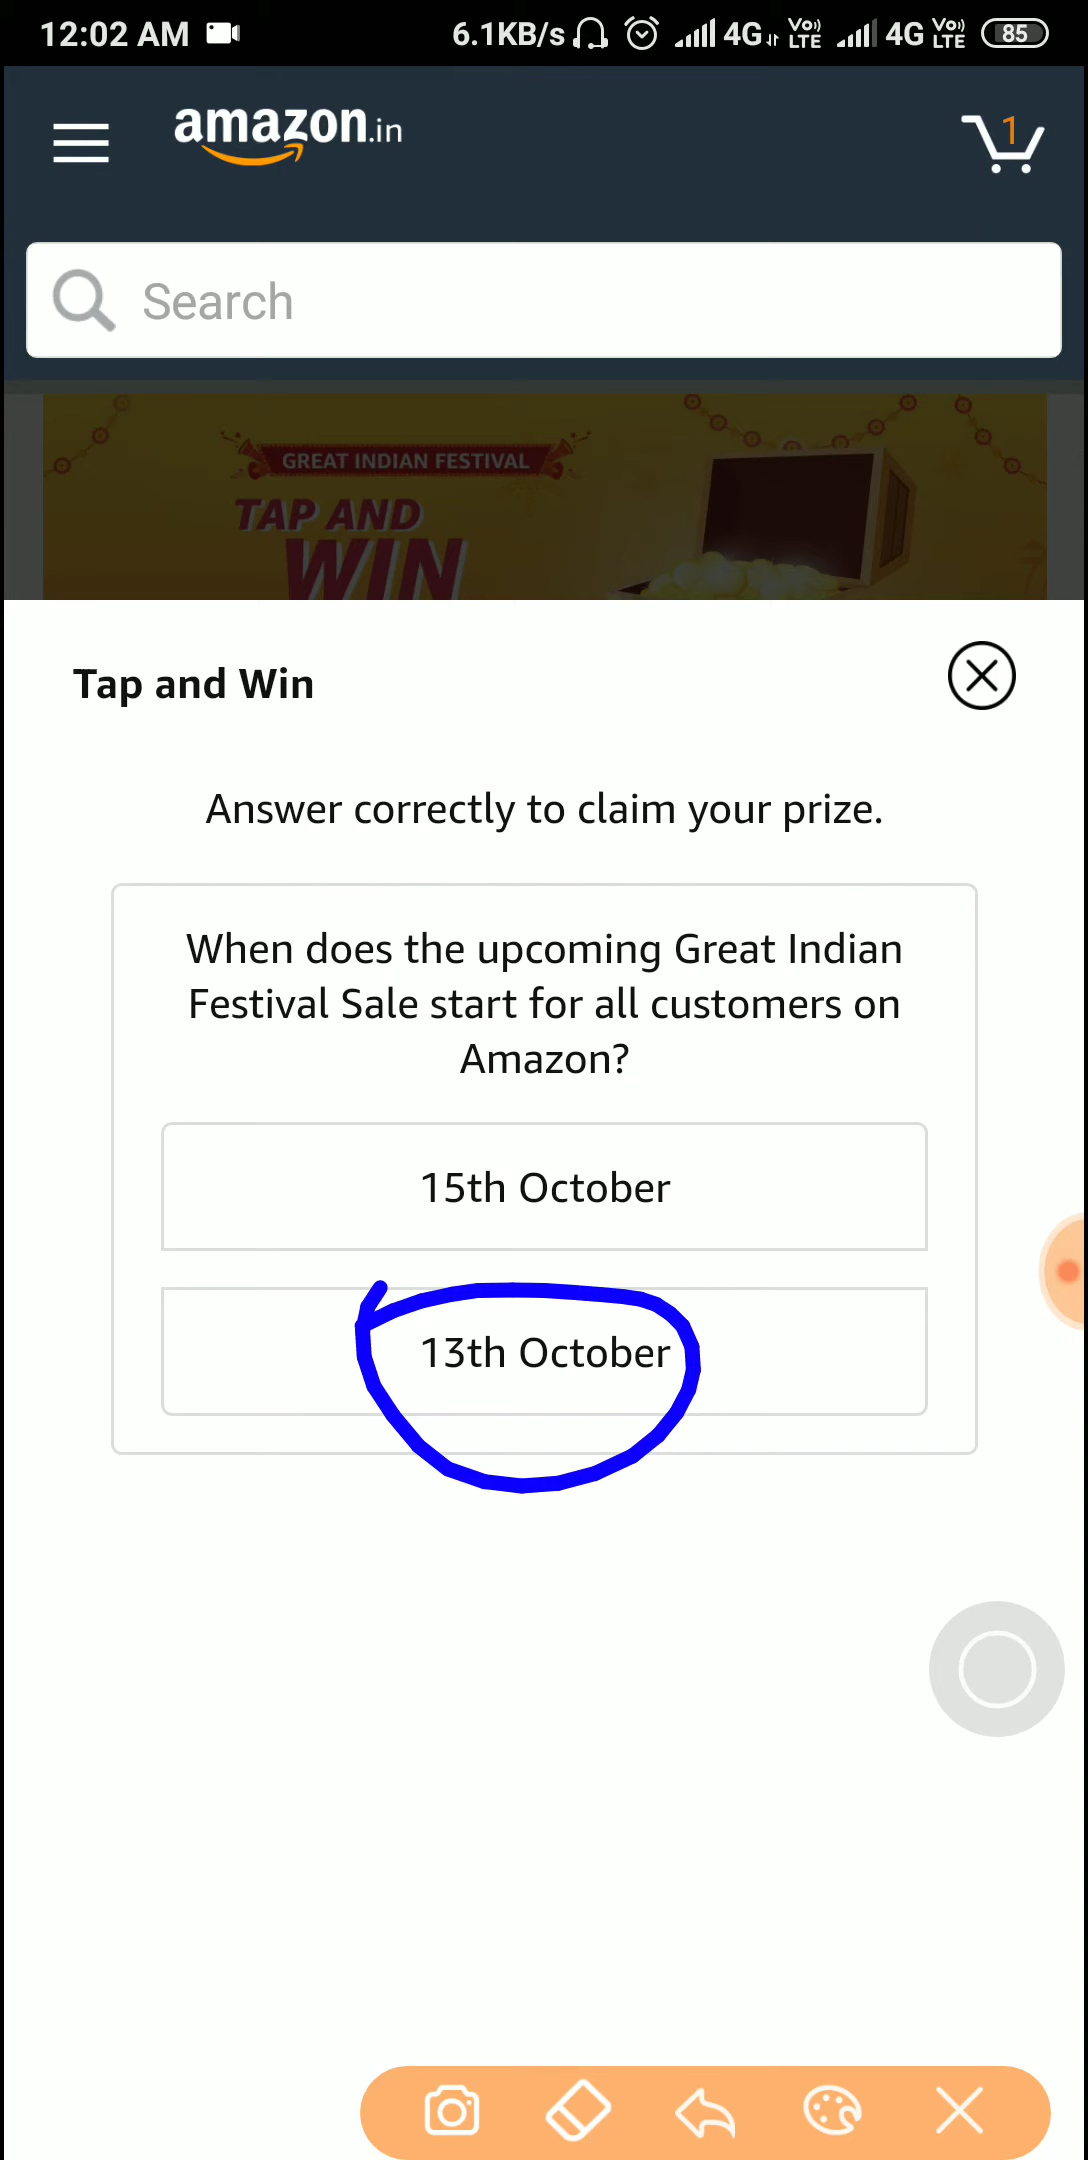 12:02 AM 6.1KB/s 4G Vo)) LTE 4G Vo)) LTE 85
amazon.in 1
Search
GREAT INDIAN FESTIVAL
TAP AND
WIN
Tap and Win
Answer correctly to claim your prize.
When does the upcoming Great Indian
Festival Sale start for all customers on
Amazon?
15th October
13th October